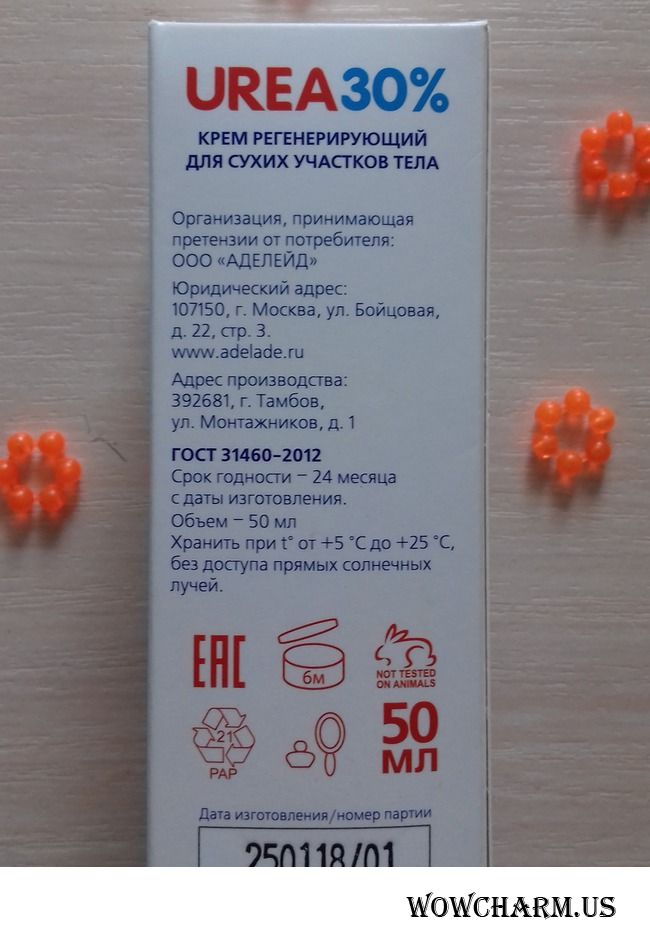 UREA30%
КРЕМ РЕГЕНЕРИРУЮЩИЙ
ДЛЯ СУХИХ УЧАСТКОВ ТЕЛА
Организация, принимающая
претензии от потребителя:
ООО «АДЕЛЕЙД»
Юридический адрес:
107150, г. Москва, ул. Бойцовая,
д. 22, стр. 3.
www.adelade.ru
Адрес производства:
392681, г. Тамбов,
ул. Монтажников, д. 1
ГОСТ 31460–2012
Срок годности – 24 месяца
с даты изготовления.
Объем – 50 мл
Хранить при t° от +5 °C до +25 °C,
без доступа прямых солнечных
лучей.
EAC
6м
NOT TESTED
ON ANIMALS
21
PAP
50
МЛ
Дата изготовления/номер партии
250118/01
WOWCHARM.US